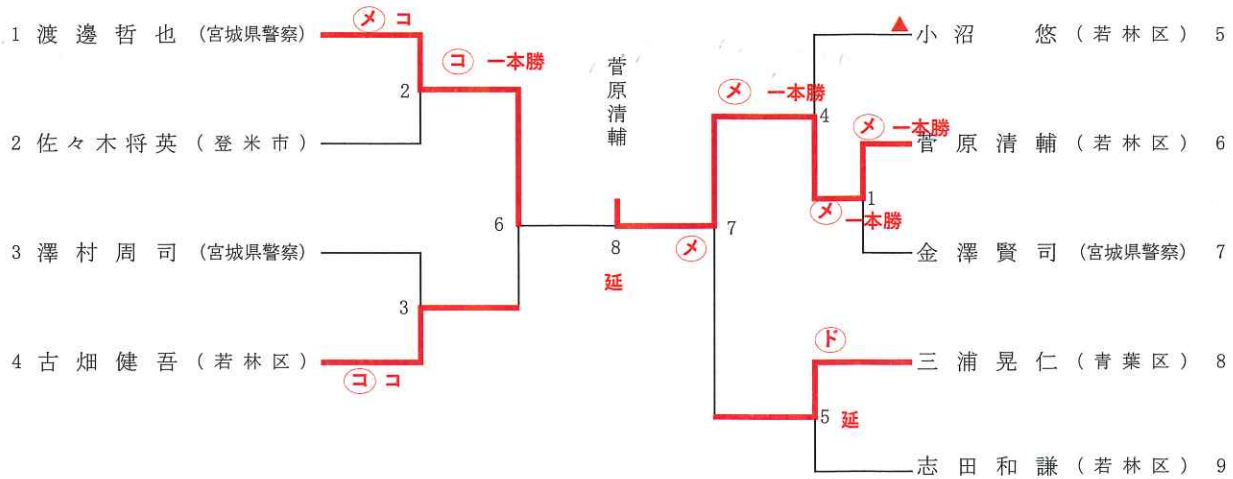 1 渡邊哲也 (宮城県警察)
㋱ コ
㋙ 一本勝
2
2 佐々木将英 (登米市)
6
3 澤村周司 (宮城県警察)
3
4 古畑健吾 (若林区)
㋙ コ
菅原清輔
8
延
㋱
7
㋱ 一本勝
▲小沼 悠 (若林区) 5
4
㋱ 一本勝
菅原清輔 (若林区) 6
1
㋱ 一本勝
金澤賢司 (宮城県警察) 7
Ⓓ
三浦晃仁 (青葉区) 8
5 延
志田和謙 (若林区) 9